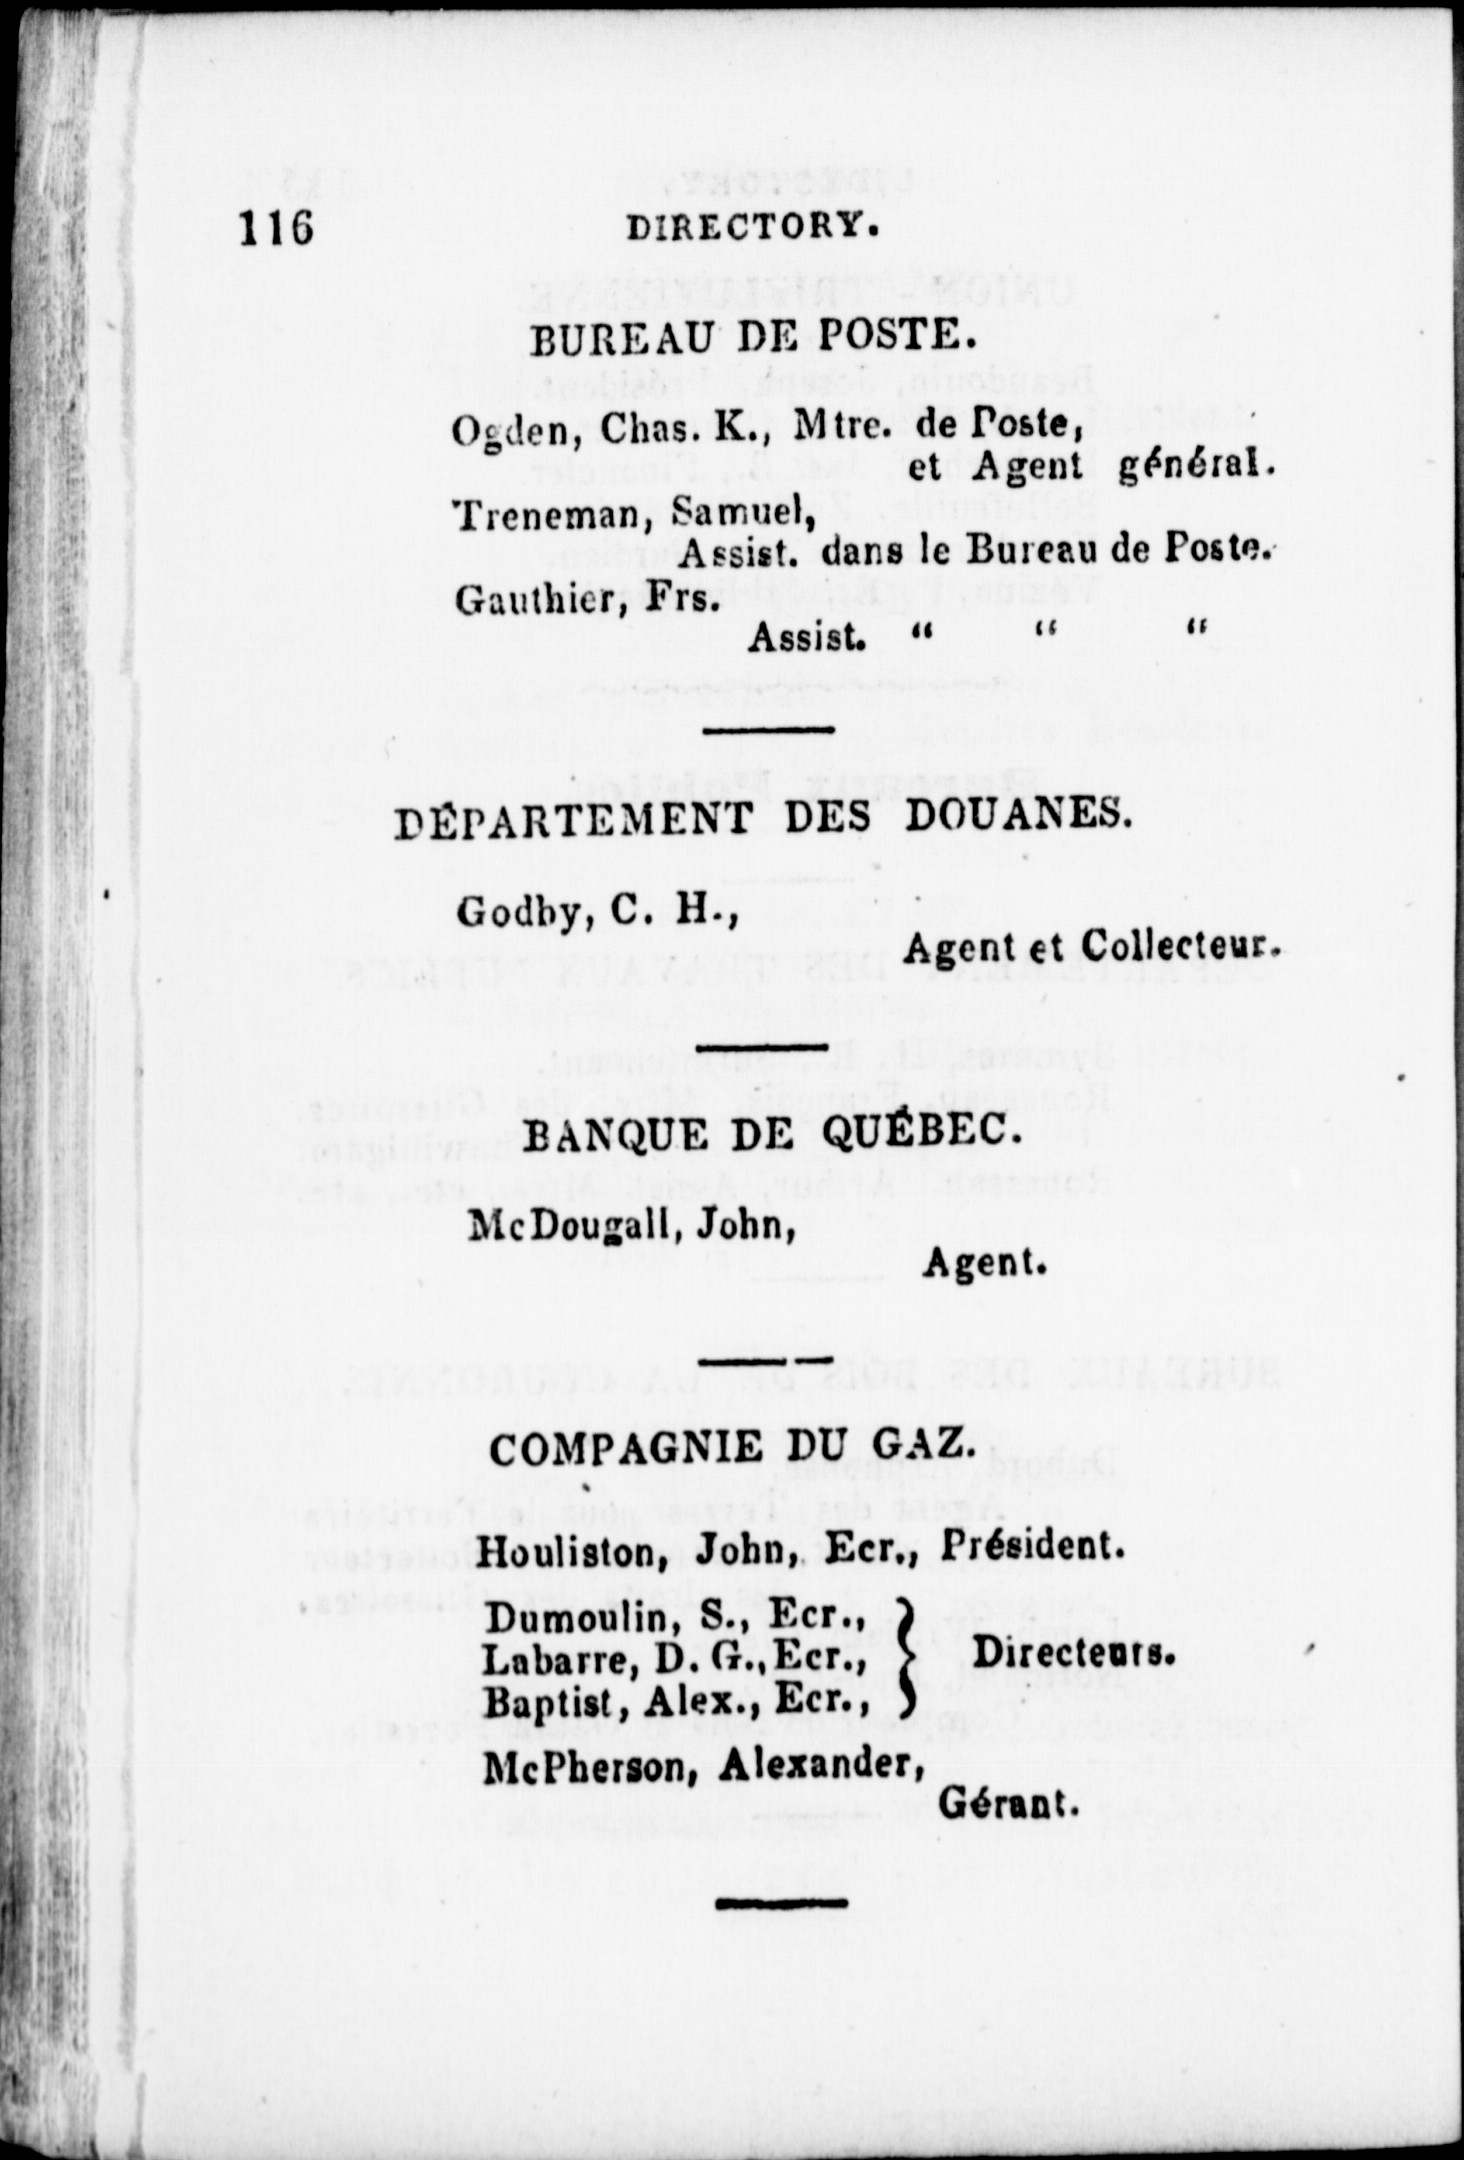 116 DIRECTORY.
BUREAU DE POSTE.
Ogden, Chas. K., Mtre. de Poste,
et Agent général.
Treneman, Samuel,
Assist. dans le Bureau de Poste.
Gauthier, Frs.
Assist. “ “ “
DÉPARTEMENT DES DOUANES.
Godby, C. H.,
Agent et Collecteur.
BANQUE DE QUÉBEC.
McDougall, John,
Agent.
COMPAGNIE DU GAZ.
Houliston, John, Ecr., Président.
Dumoulin, S., Ecr.,
Labarre, D. G., Ecr., } Directeurs.
Baptist, Alex., Ecr.,
McPherson, Alexander,
Gérant.